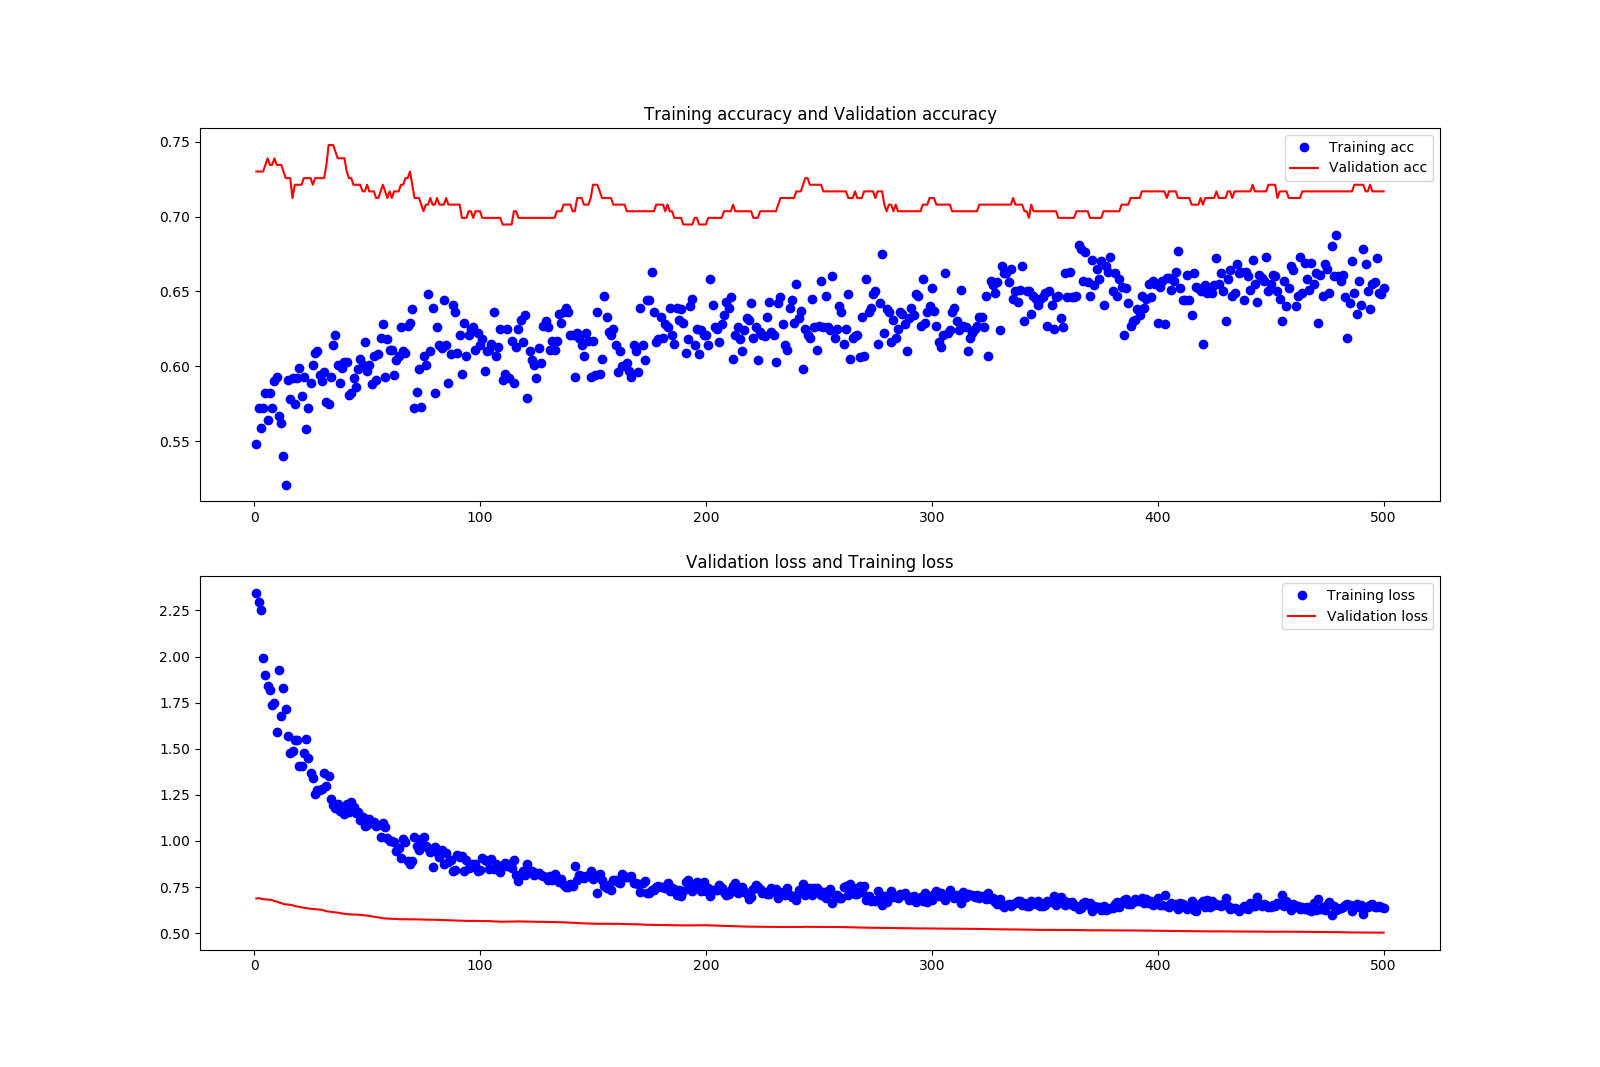 Training accuracy and Validation accuracy
0.75
0.70
0.65
0.60
0.55
Training acc
Validation acc
0 100 200 300 400 500
Validation loss and Training loss
2.25
2.00
1.75
1.50
1.25
1.00
0.75
0.50
Training loss
Validation loss
0 100 200 300 400 500